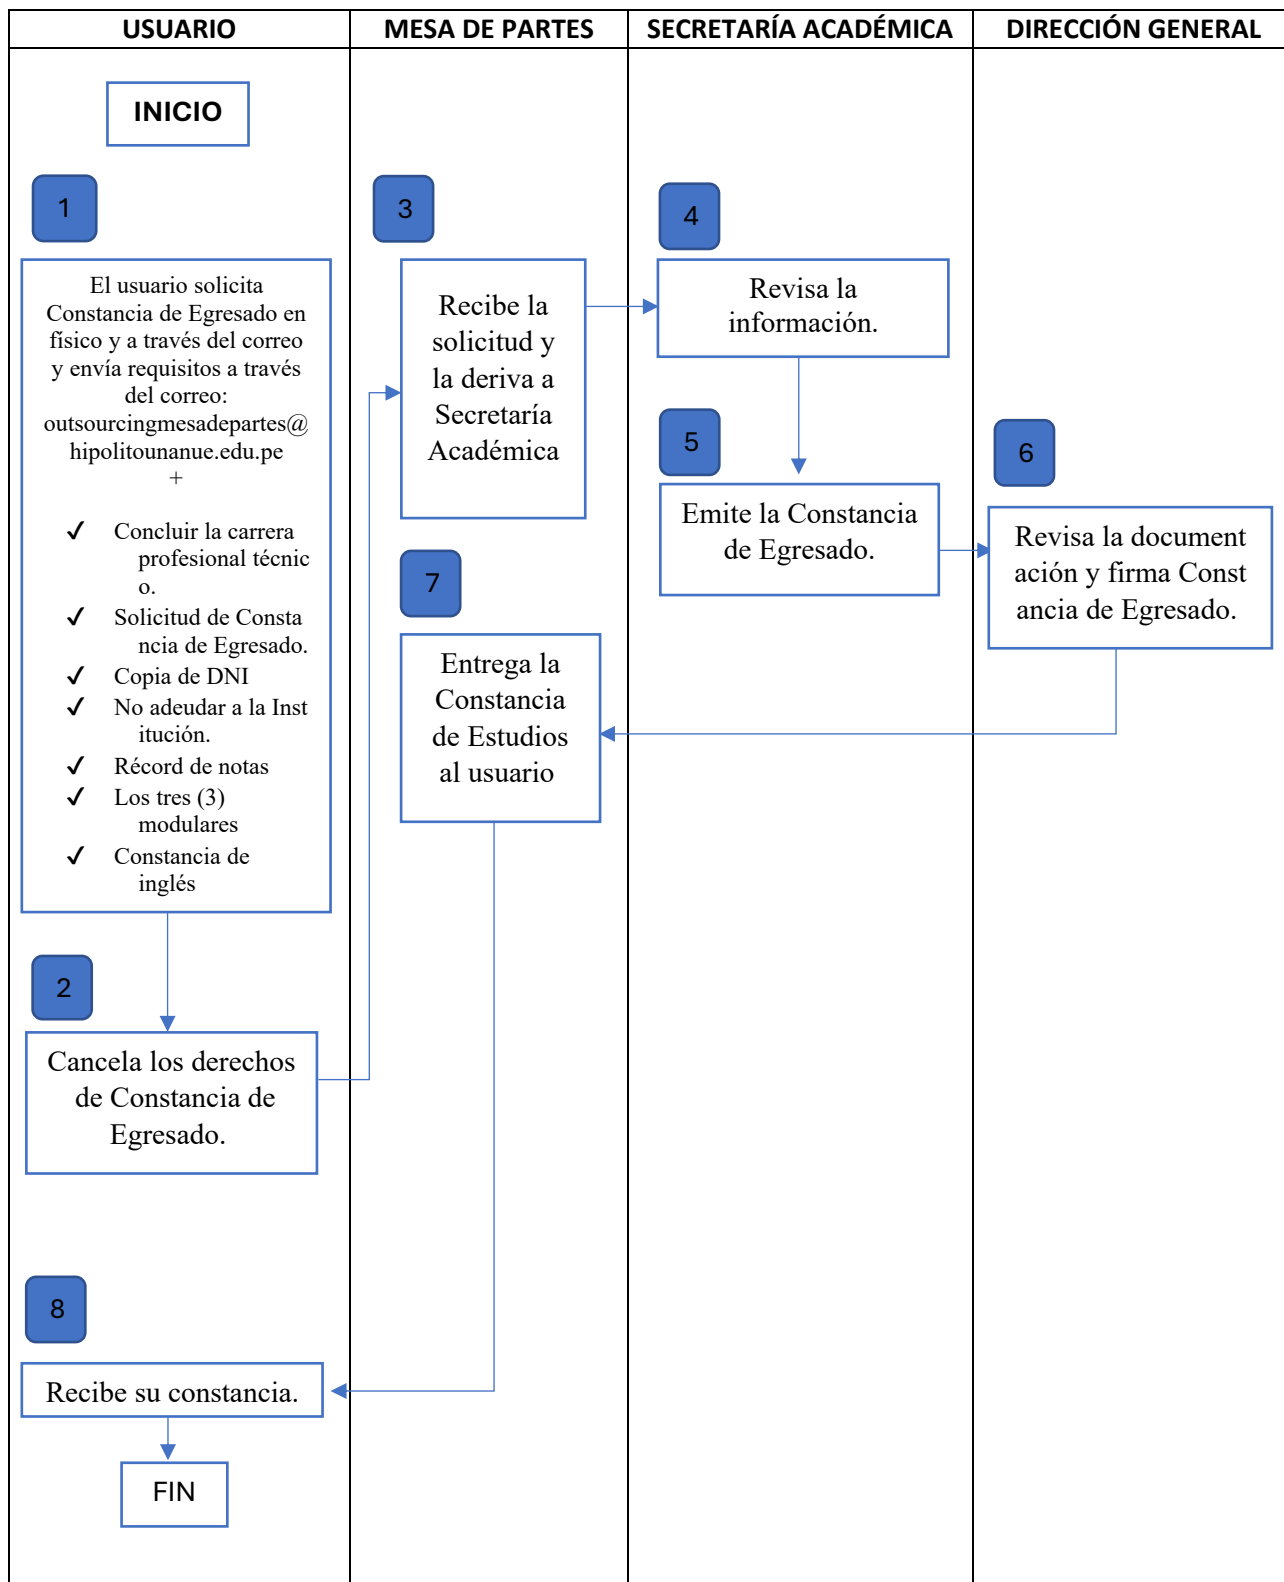 USUARIO
MESA DE PARTES
SECRETARÍA ACADÉMICA
DIRECCIÓN GENERAL
INICIO
1
El usuario solicita
Constancia de Egresado en
físico y a través del correo
y envía requisitos a través
del correo:
outsourcingmesadepartes@
hipolitounanue.edu.pe
+
✓ Concluir la carrera
profesional técnic
o.
✓ Solicitud de Consta
ncia de Egresado.
✓ Copia de DNI
✓ No adeudar a la Inst
itución.
✓ Récord de notas
✓ Los tres (3)
modulares
✓ Constancia de
inglés
2
Cancela los derechos
de Constancia de
Egresado.
3
Recibe la
solicitud y
la deriva a
Secretaría
Académica
4
Revisa la
información.
5
Emite la Constancia
de Egresado.
6
Revisa la document
ación y firma Const
ancia de Egresado.
7
Entrega la
Constancia
de Estudios
al usuario
8
Recibe su constancia.
FIN